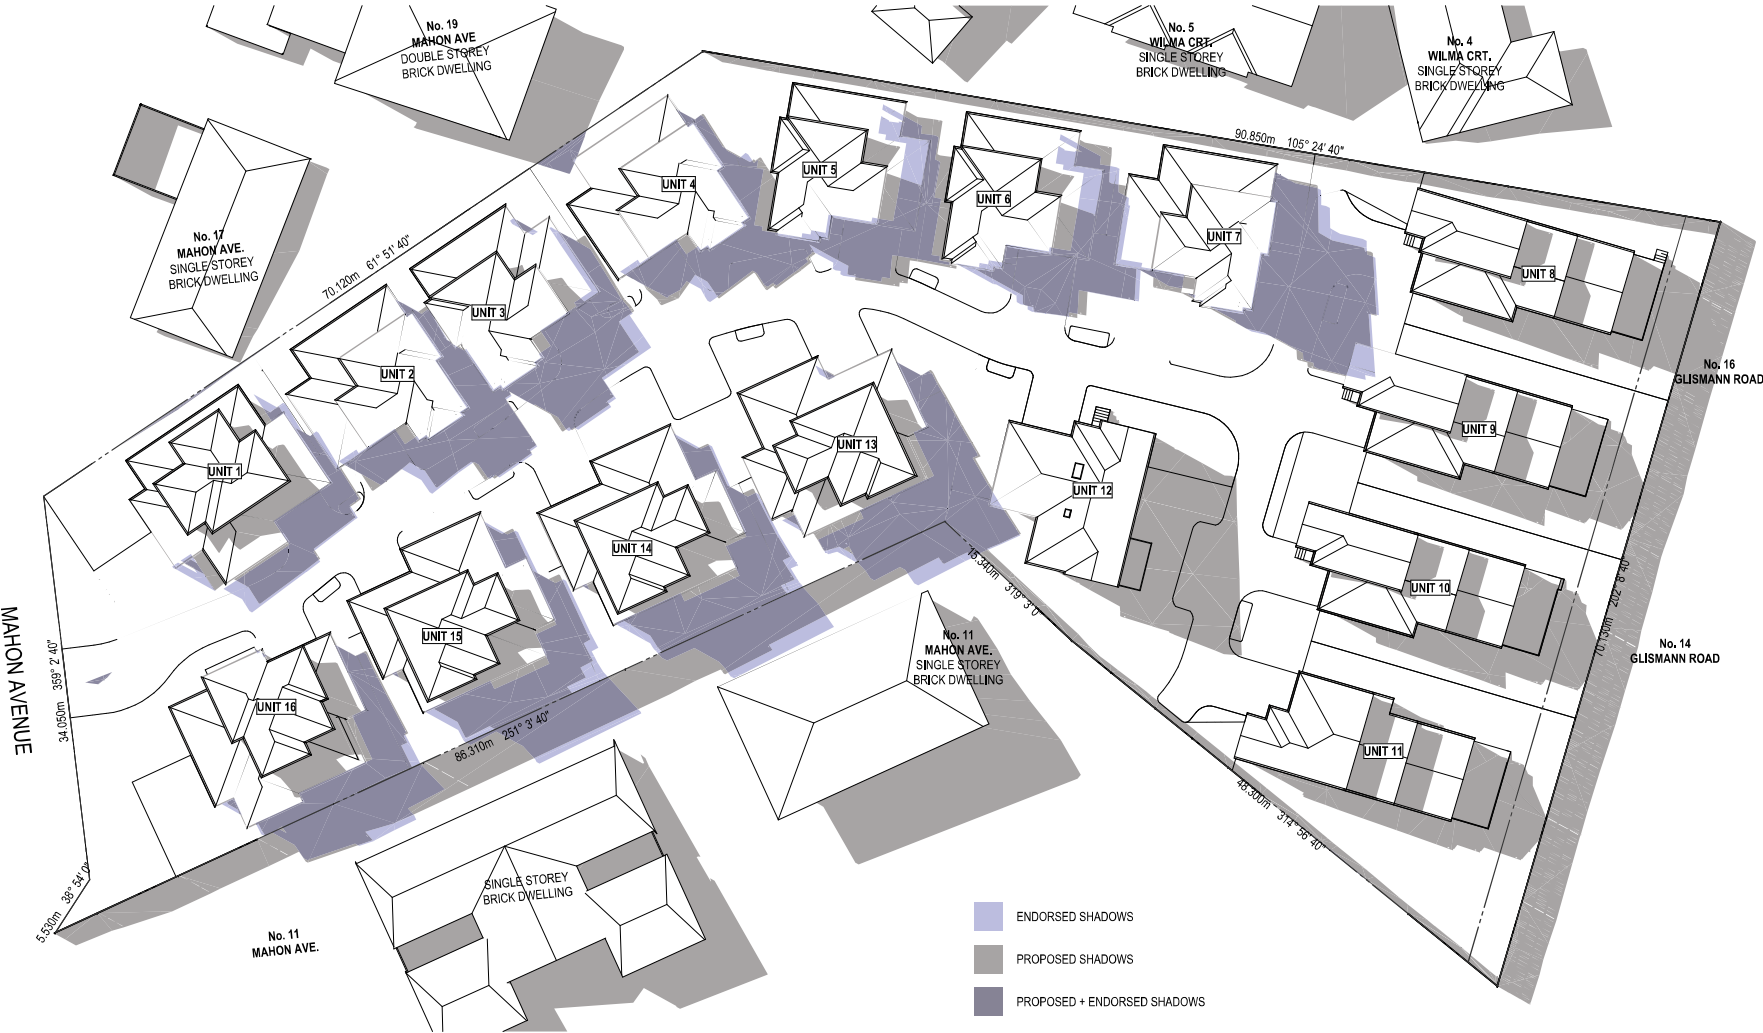 No. 19
MAHON AVE
DOUBLE STOREY
BRICK DWELLING
No. 5
WILMA CRT.
SINGLE STOREY
BRICK DWELLING
No. 4
WILMA CRT.
SINGLE STOREY
BRICK DWELLING
90.850m 105° 24' 40"
No. 17
MAHON AVE.
SINGLE STOREY
BRICK DWELLING
70.120m 61° 51' 40"
UNIT 4
UNIT 5
UNIT 6
UNIT 7
UNIT 8
UNIT 3
UNIT 2
UNIT 1
UNIT 13
UNIT 14
UNIT 15
UNIT 16
UNIT 12
UNIT 9
UNIT 10
UNIT 11
No. 16
GLISMANN ROAD
No. 14
GLISMANN ROAD
70.130m 202° 8' 40"
15.340m 319° 3' 0"
48.300m 314° 56' 40"
86.310m 251° 3' 40"
34.050m 359° 2' 40"
5.530m 38° 54' 0"
MAHON AVENUE
No. 11
MAHON AVE.
SINGLE STOREY
BRICK DWELLING
SINGLE STOREY
BRICK DWELLING
No. 11
MAHON AVE.
ENDORSED SHADOWS
PROPOSED SHADOWS
PROPOSED + ENDORSED SHADOWS